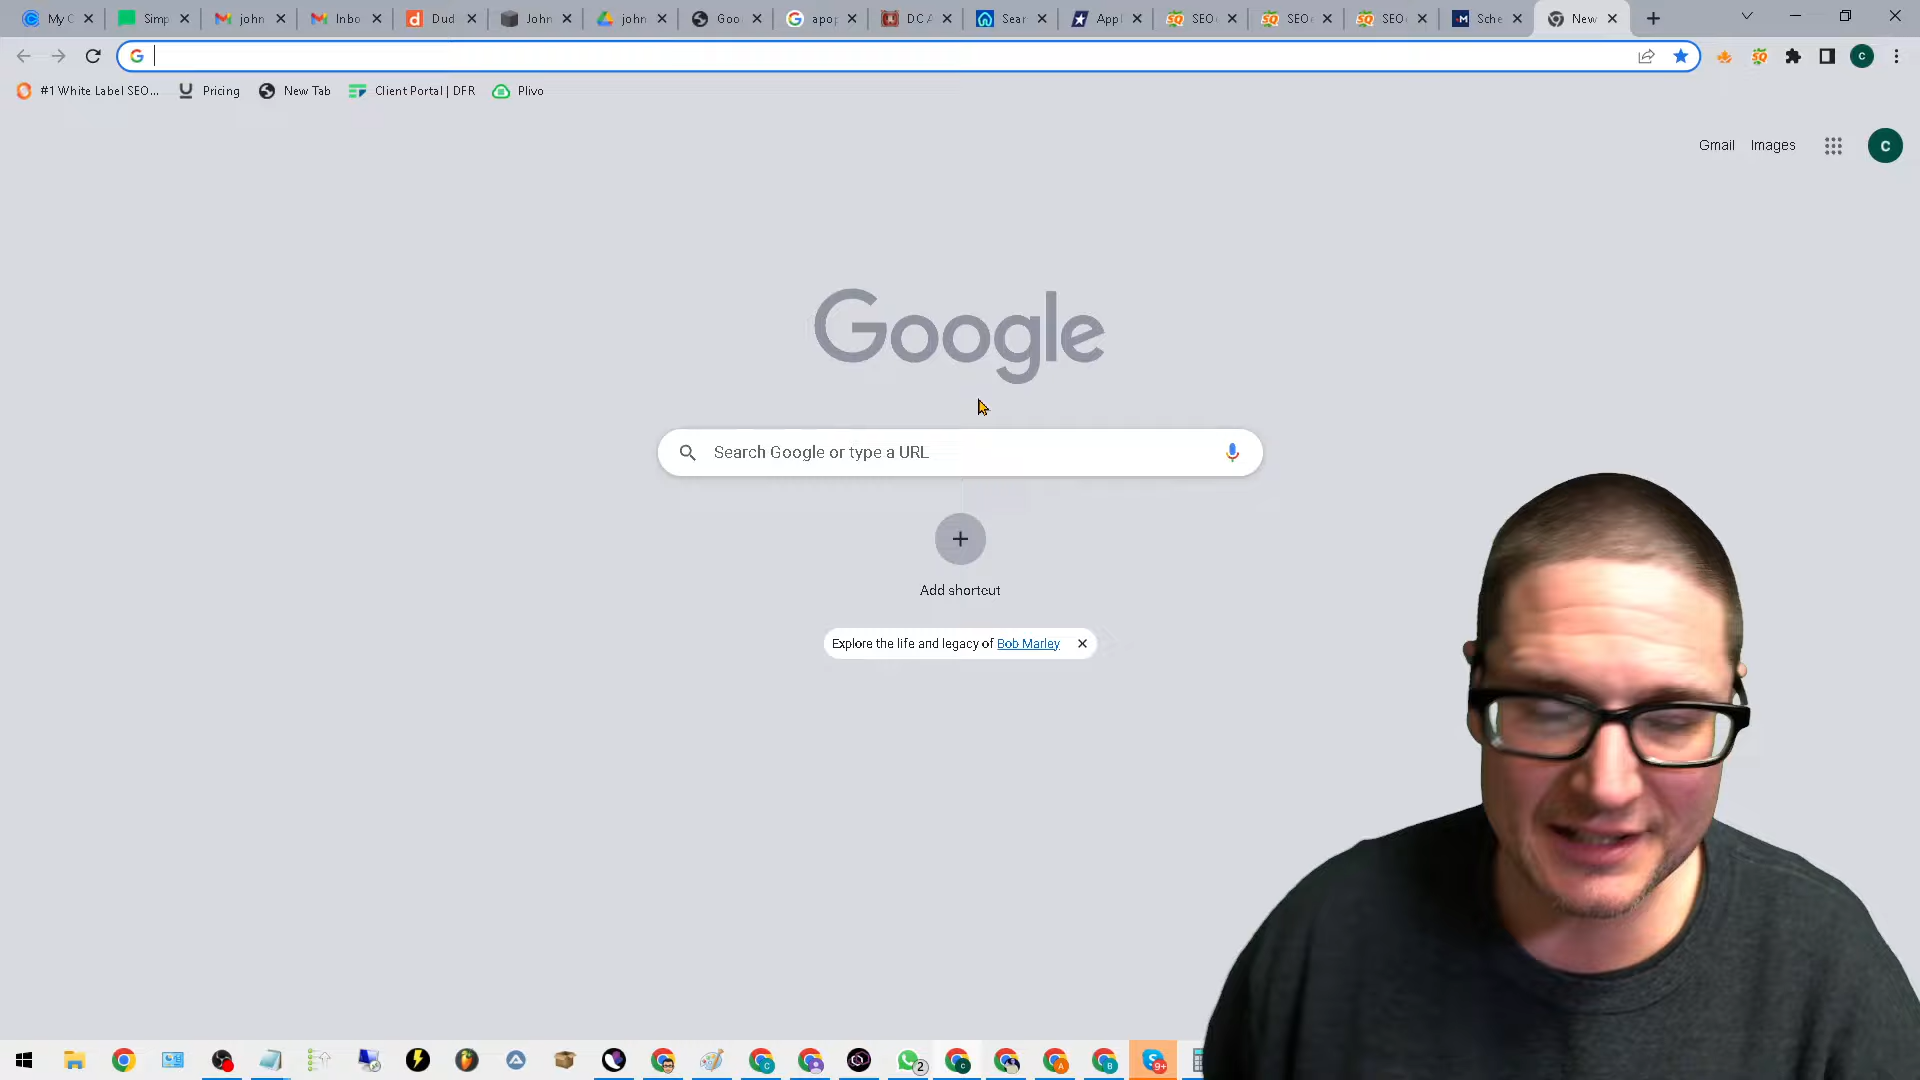 My C Simp john Inbo Dud John john Goo apo DC A Sear Appl SEO SEO SEO Sche New
#1 White Label SEO... Pricing New Tab Client Portal | DFR Plivo
Gmail Images
C
Google
Search Google or type a URL
Add shortcut
Explore the life and legacy of Bob Marley
2 9+